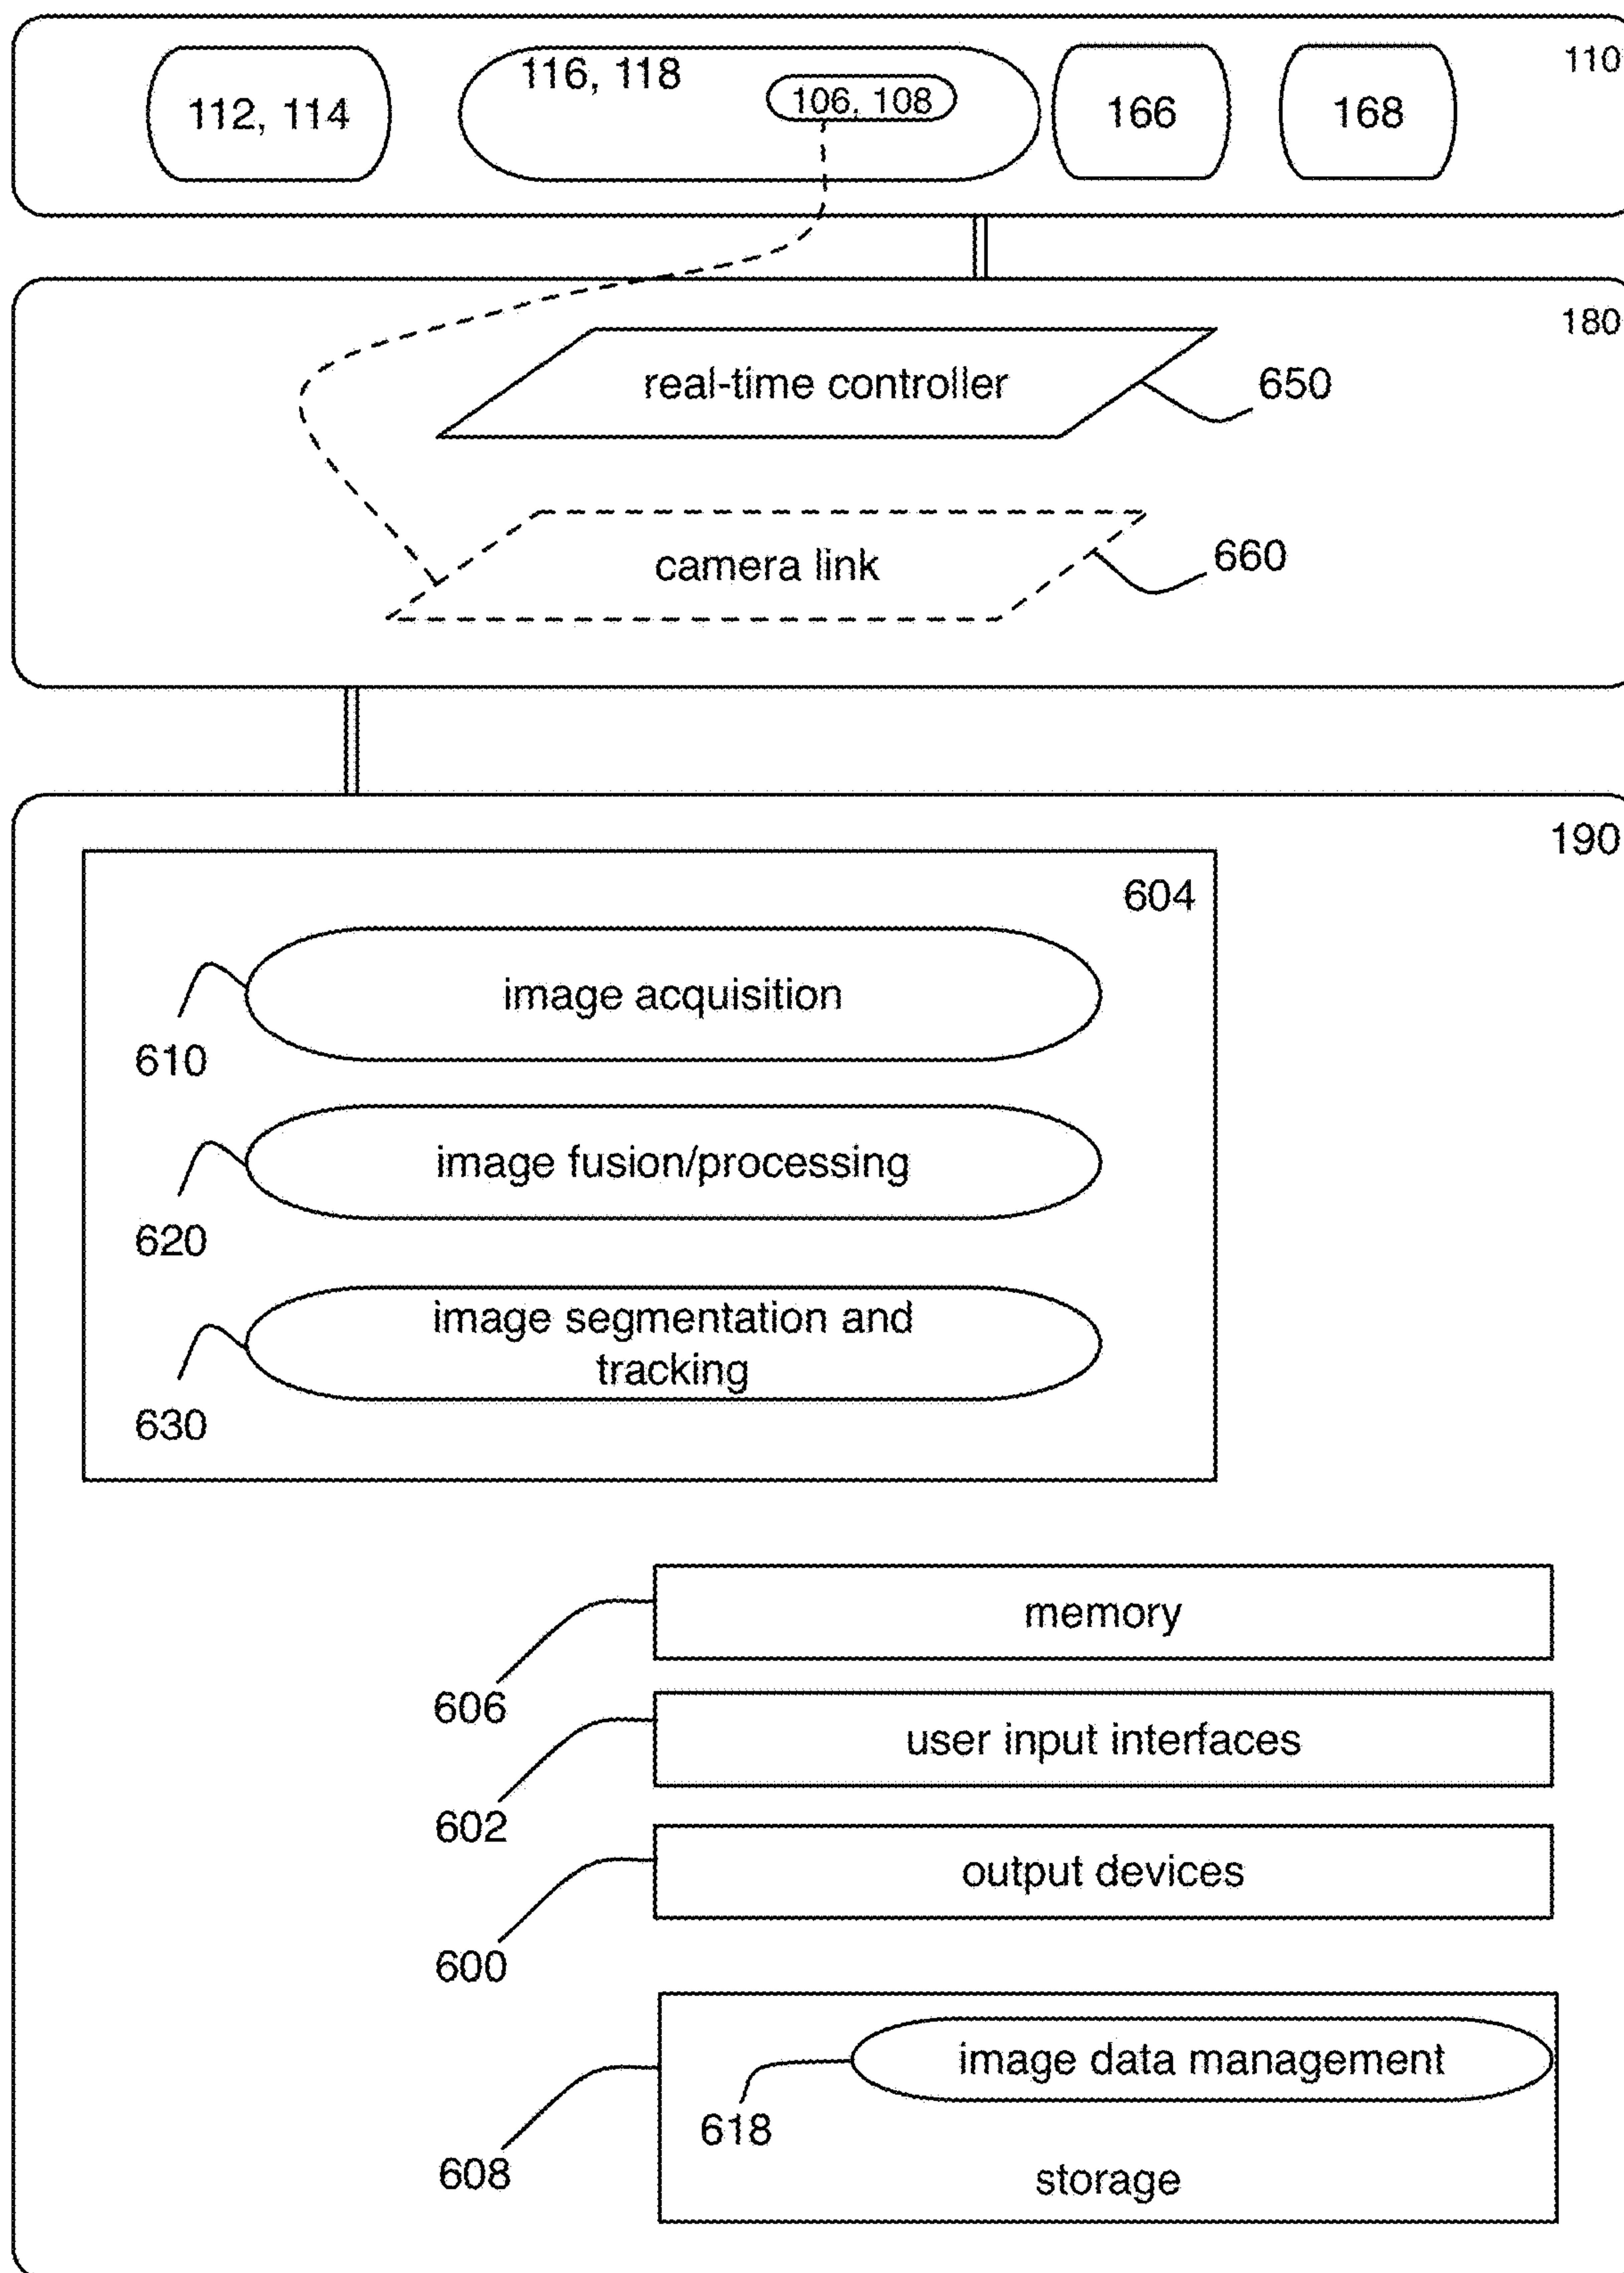 110
116, 118
106, 108
112, 114
166
168
180
real-time controller
650
camera link
660
190
604
image acquisition
610
image fusion/processing
620
image segmentation and
tracking
630
memory
606
user input interfaces
602
output devices
600
image data management
618
608
storage